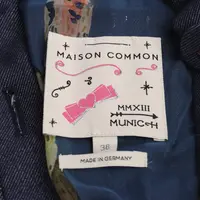 MAISON COMMON
MMXIII
MUNICH
38
MADE IN GERMANY